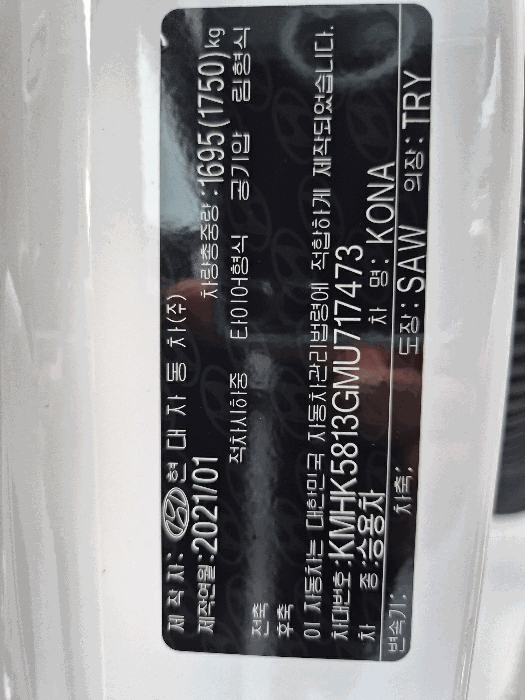 제 작 자: 현 대 자 동 차(주)
제작연월:2021/01 차량총중량:1695(1750)kg
적차시하중 타이어형식 공기압 림형식
전축
후축
이 자동차는 대한민국 자동차관리법령에 적합하게 제작되었습니다.
차대번호:KMHK5813GMU717473
차 종:승용차 차 명:KONA
변속기: 차축: 도장:SAW 의장:TRY